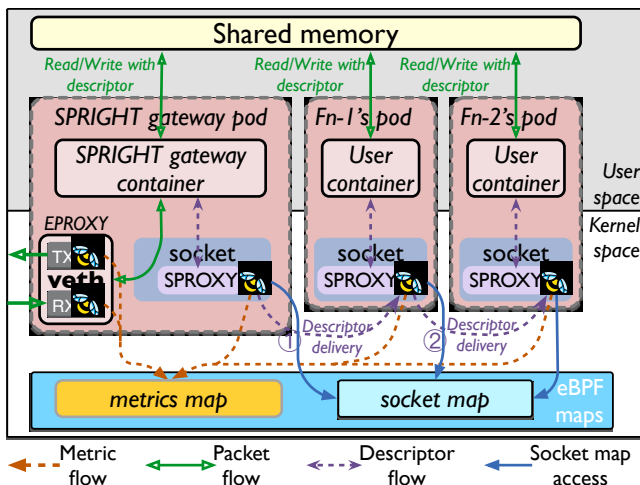 Shared memory
Read/Write with
descriptor
Read/Write with
descriptor
Read/Write with
descriptor
SPRIGHT gateway pod
Fn-1's pod
Fn-2's pod
SPRIGHT gateway
container
User
container
User
container
User
space
Kernel
space
EPROXY
TX
veth
RX
socket
SPROXY
socket
SPROXY
socket
SPROXY
①
Descriptor
delivery
②
Descriptor
delivery
metrics map
socket map
eBPF
maps
Metric
flow
Packet
flow
Descriptor
flow
Socket map
access